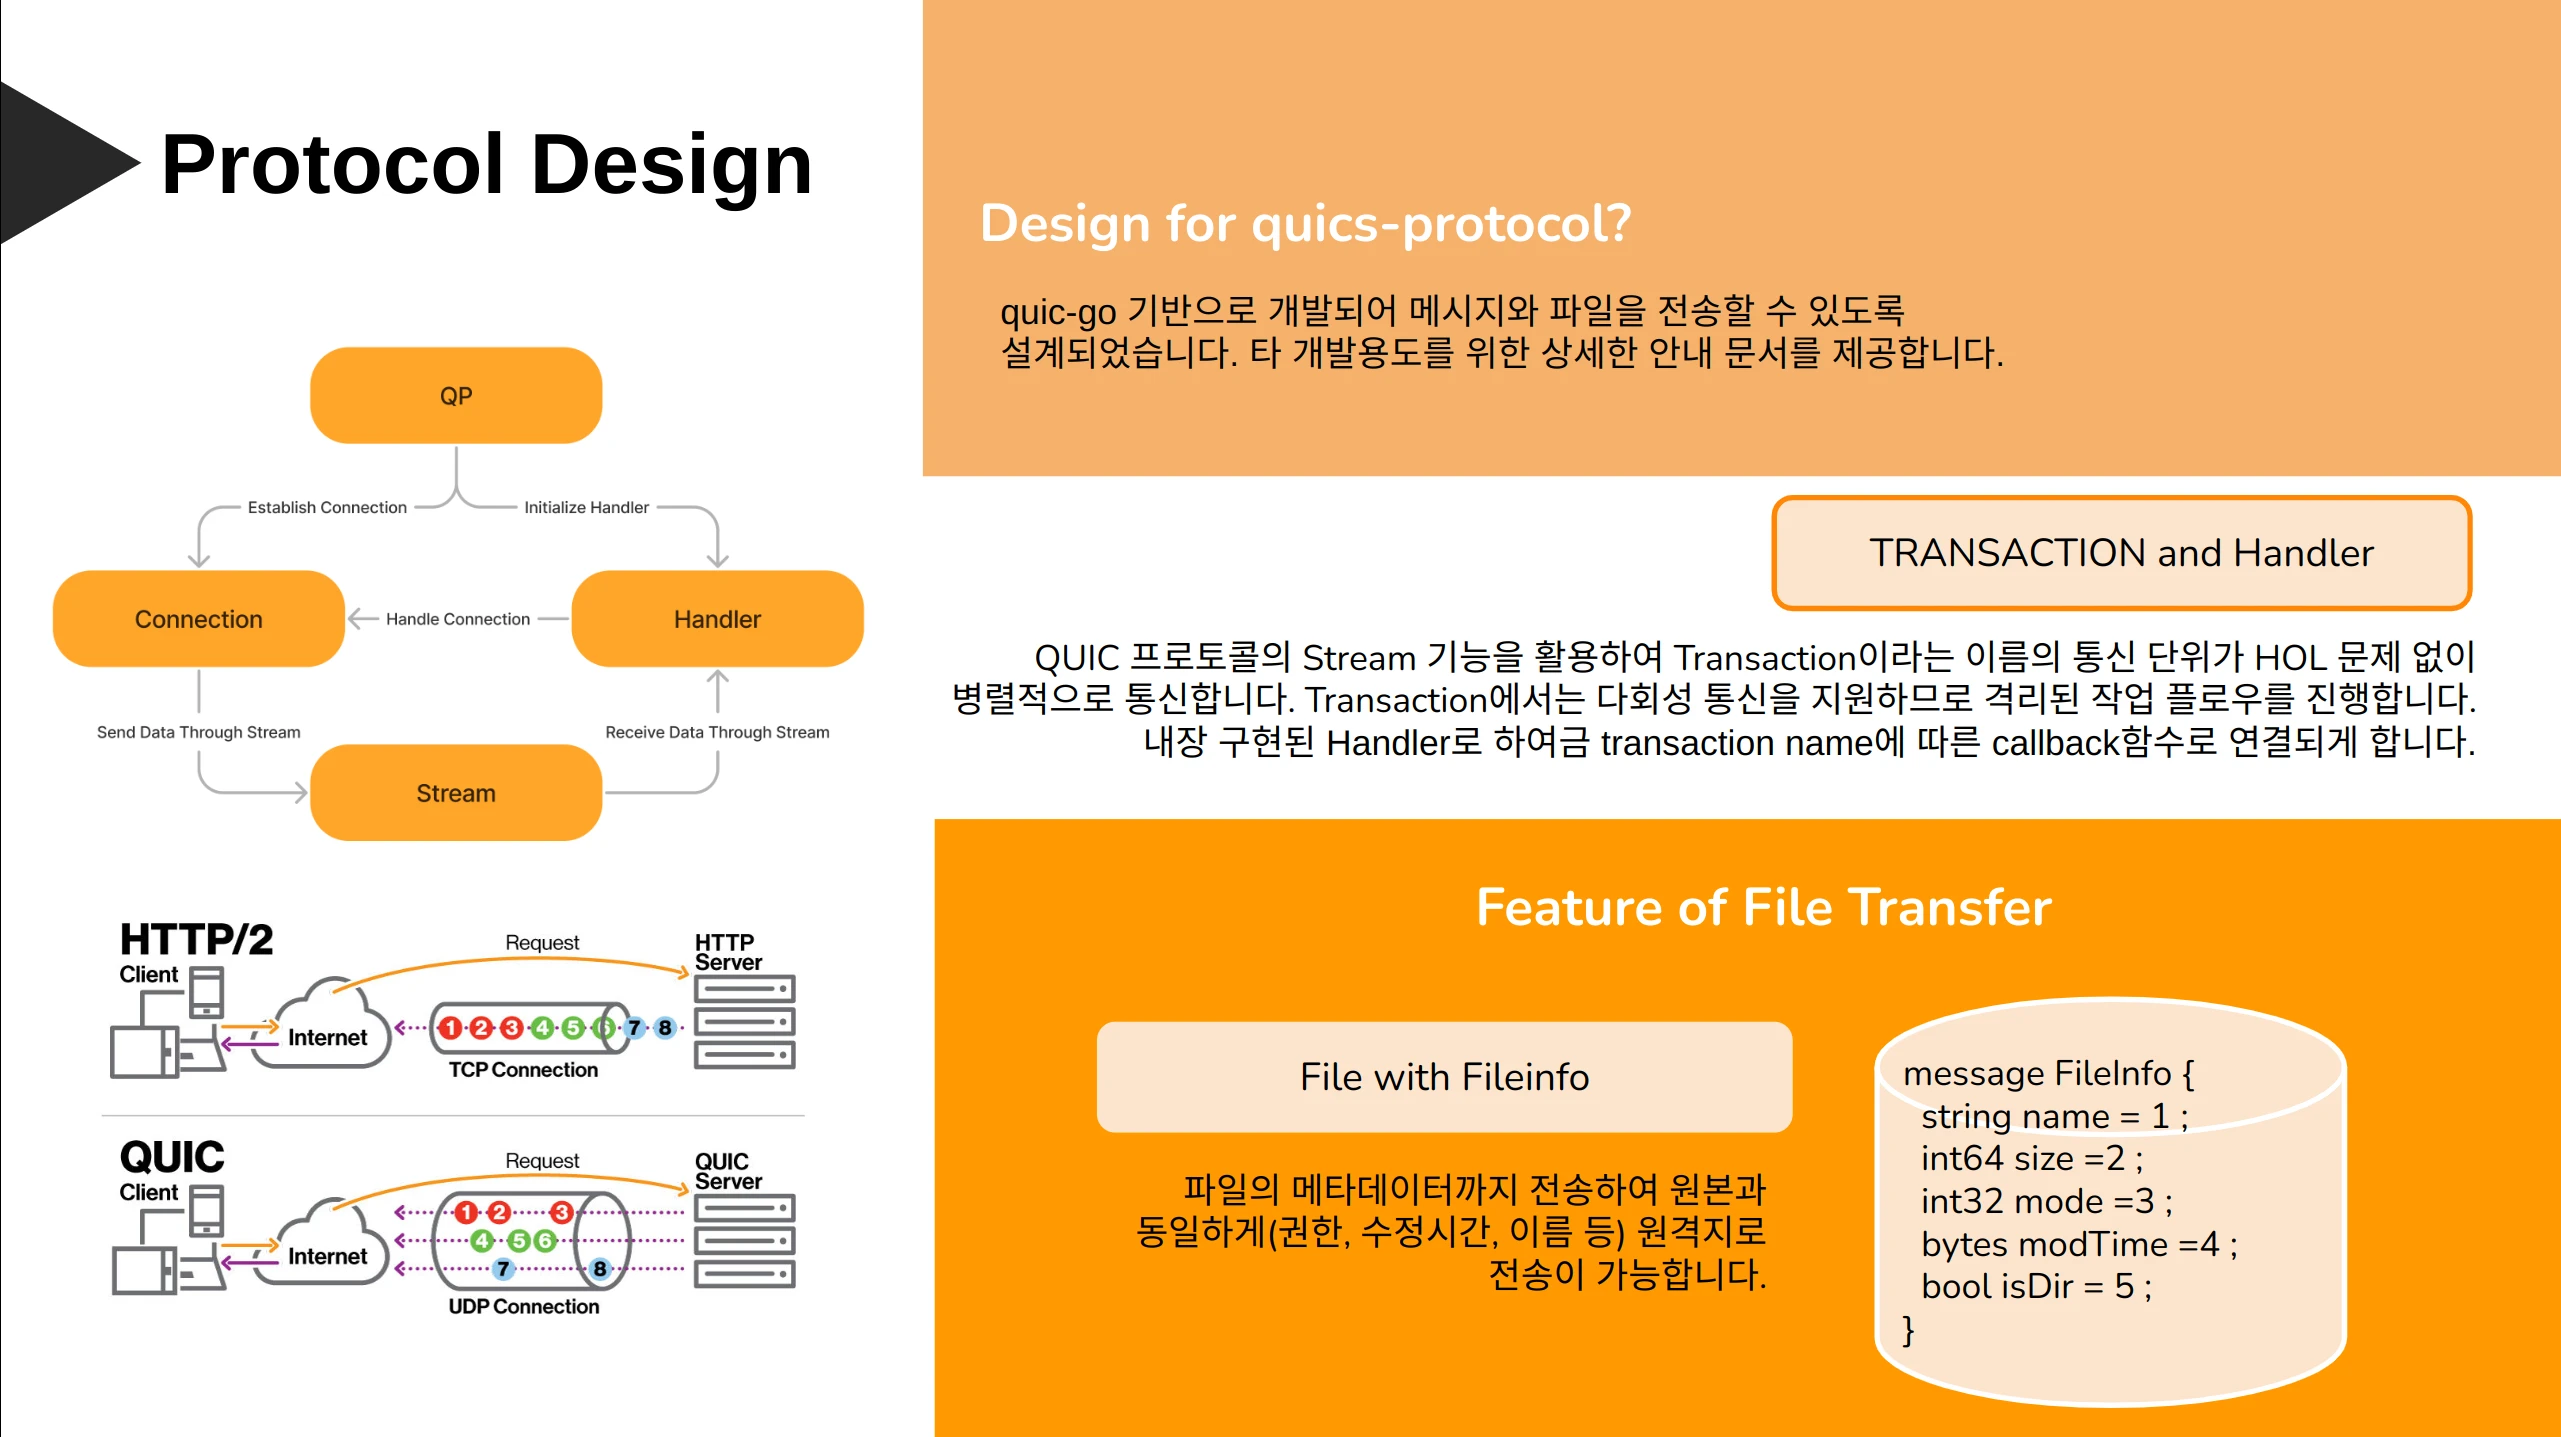 Protocol Design
QP
Establish Connection
Initialize Handler
Connection
Handle Connection
Handler
Send Data Through Stream
Receive Data Through Stream
Stream
HTTP/2
Client
Internet
Request
HTTP
Server
1 2 3 4 5 6 7 8
TCP Connection
QUIC
Client
Internet
Request
QUIC
Server
1 2 3
4 5 6
7 8
UDP Connection
Design for quics-protocol?
quic-go 기반으로 개발되어 메시지와 파일을 전송할 수 있도록
설계되었습니다. 타 개발용도를 위한 상세한 안내 문서를 제공합니다.
TRANSACTION and Handler
QUIC 프로토콜의 Stream 기능을 활용하여 Transaction이라는 이름의 통신 단위가 HOL 문제 없이
병렬적으로 통신합니다. Transaction에서는 다회성 통신을 지원하므로 격리된 작업 플로우를 진행합니다.
내장 구현된 Handler로 하여금 transaction name에 따른 callback함수로 연결되게 합니다.
Feature of File Transfer
File with Fileinfo
파일의 메타데이터까지 전송하여 원본과
동일하게(권한, 수정시간, 이름 등) 원격지로
전송이 가능합니다.
message FileInfo {
string name = 1 ;
int64 size =2 ;
int32 mode =3 ;
bytes modTime =4 ;
bool isDir = 5 ;
}